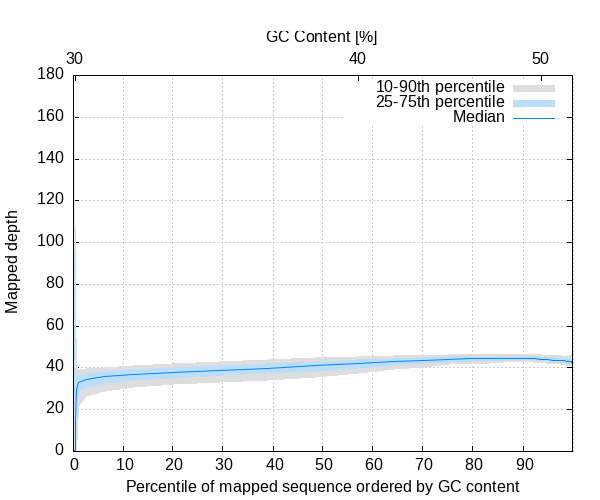 GC Content [%]
30 40 50
10-90th percentile
25-75th percentile
Median
180
160
140
120
100
80
60
40
20
0
Mapped depth
0 10 20 30 40 50 60 70 80 90
Percentile of mapped sequence ordered by GC content